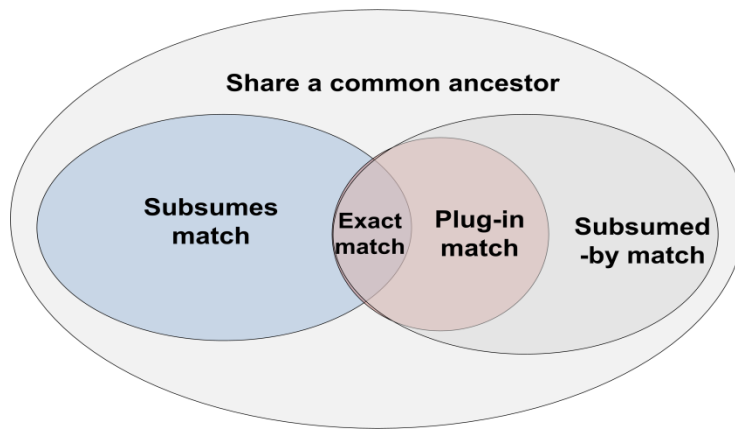 Share a common ancestor
Subsumes
match
Exact
match
Plug-in
match
Subsumed
-by match